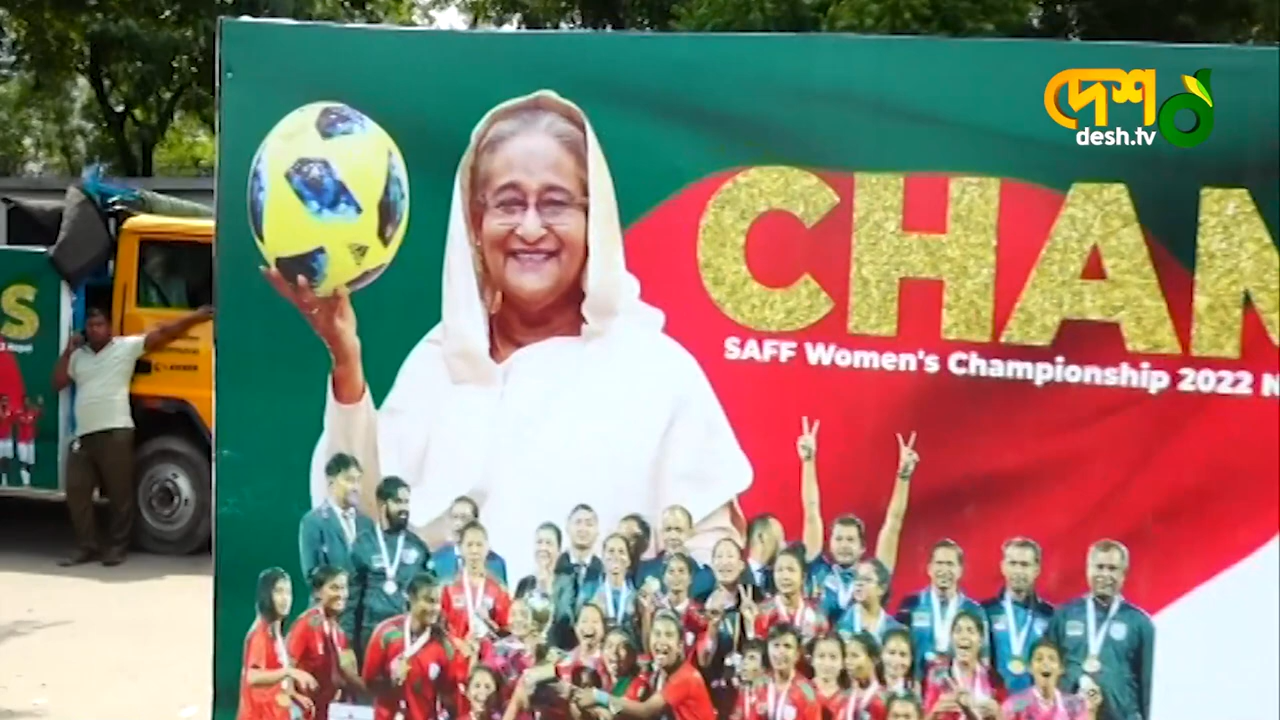 দেশ
desh.tv
CHAM
SAFF Women's Championship 2022 N
S